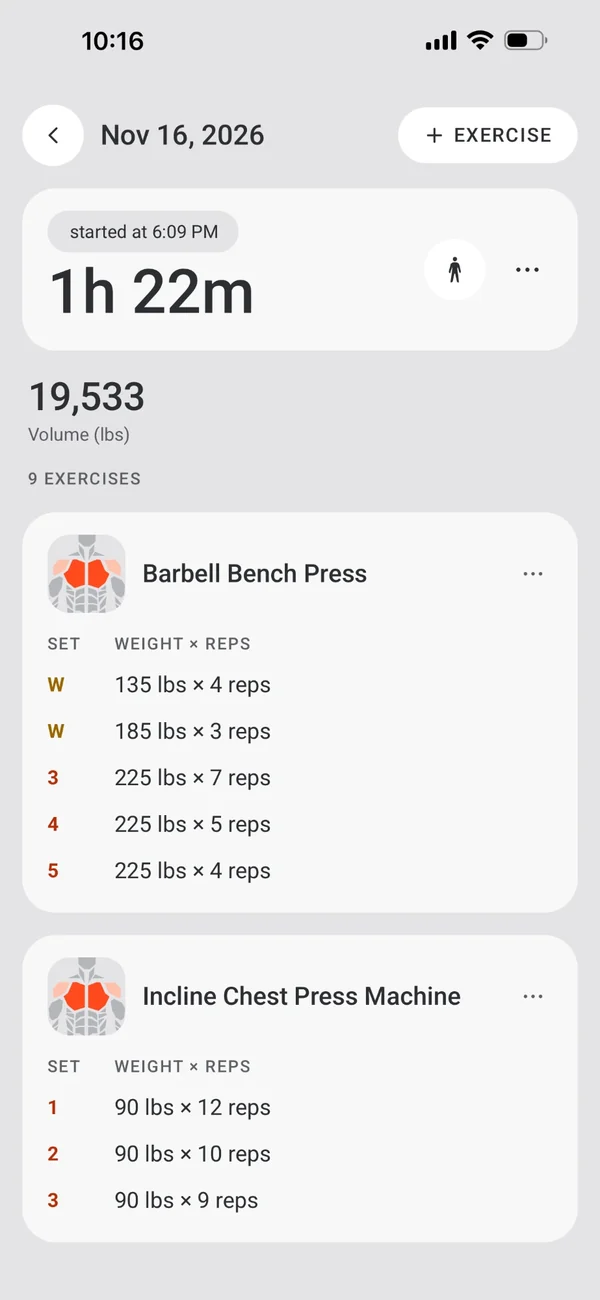 10:16
Nov 16, 2026
+ EXERCISE
started at 6:09 PM
1h 22m
19,533
Volume (lbs)
9 EXERCISES
Barbell Bench Press
SET WEIGHT × REPS
W 135 lbs × 4 reps
W 185 lbs × 3 reps
3 225 lbs × 7 reps
4 225 lbs × 5 reps
5 225 lbs × 4 reps
Incline Chest Press Machine
SET WEIGHT × REPS
1 90 lbs × 12 reps
2 90 lbs × 10 reps
3 90 lbs × 9 reps